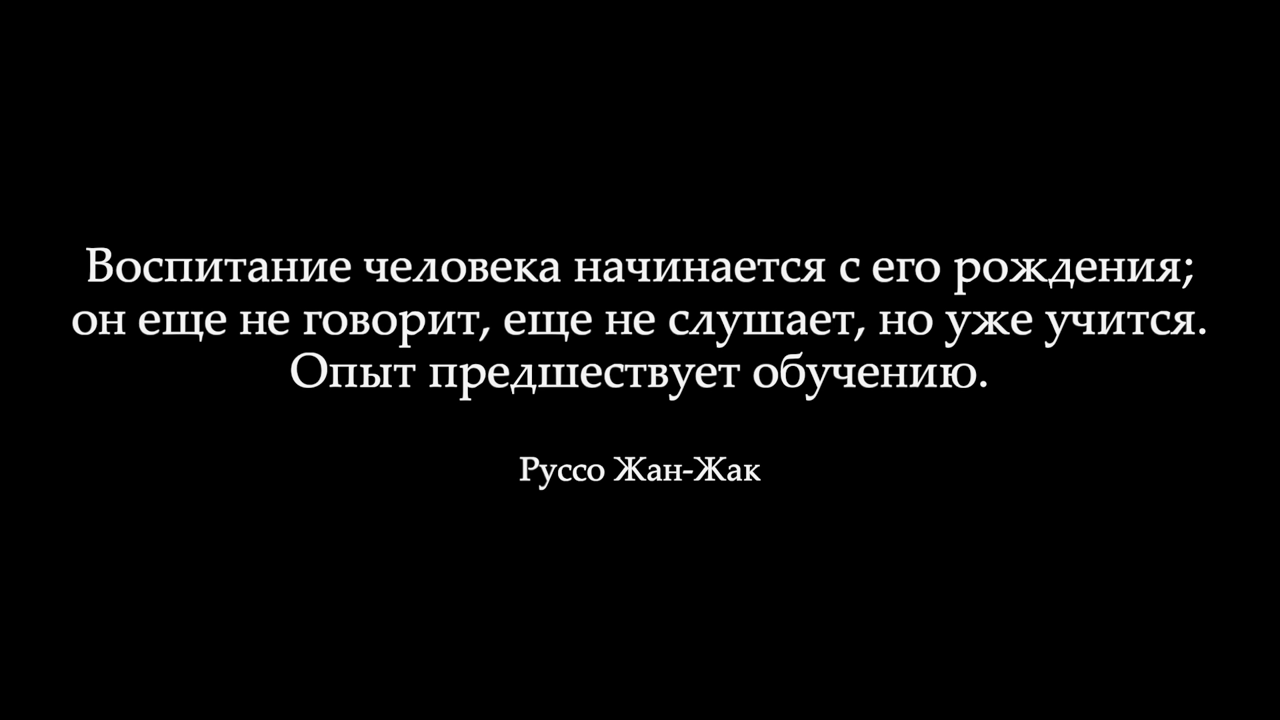 Воспитание человека начинается с его рождения;
он еще не говорит, еще не слушает, но уже учится.
Опыт предшествует обучению.
Руссо Жан-Жак